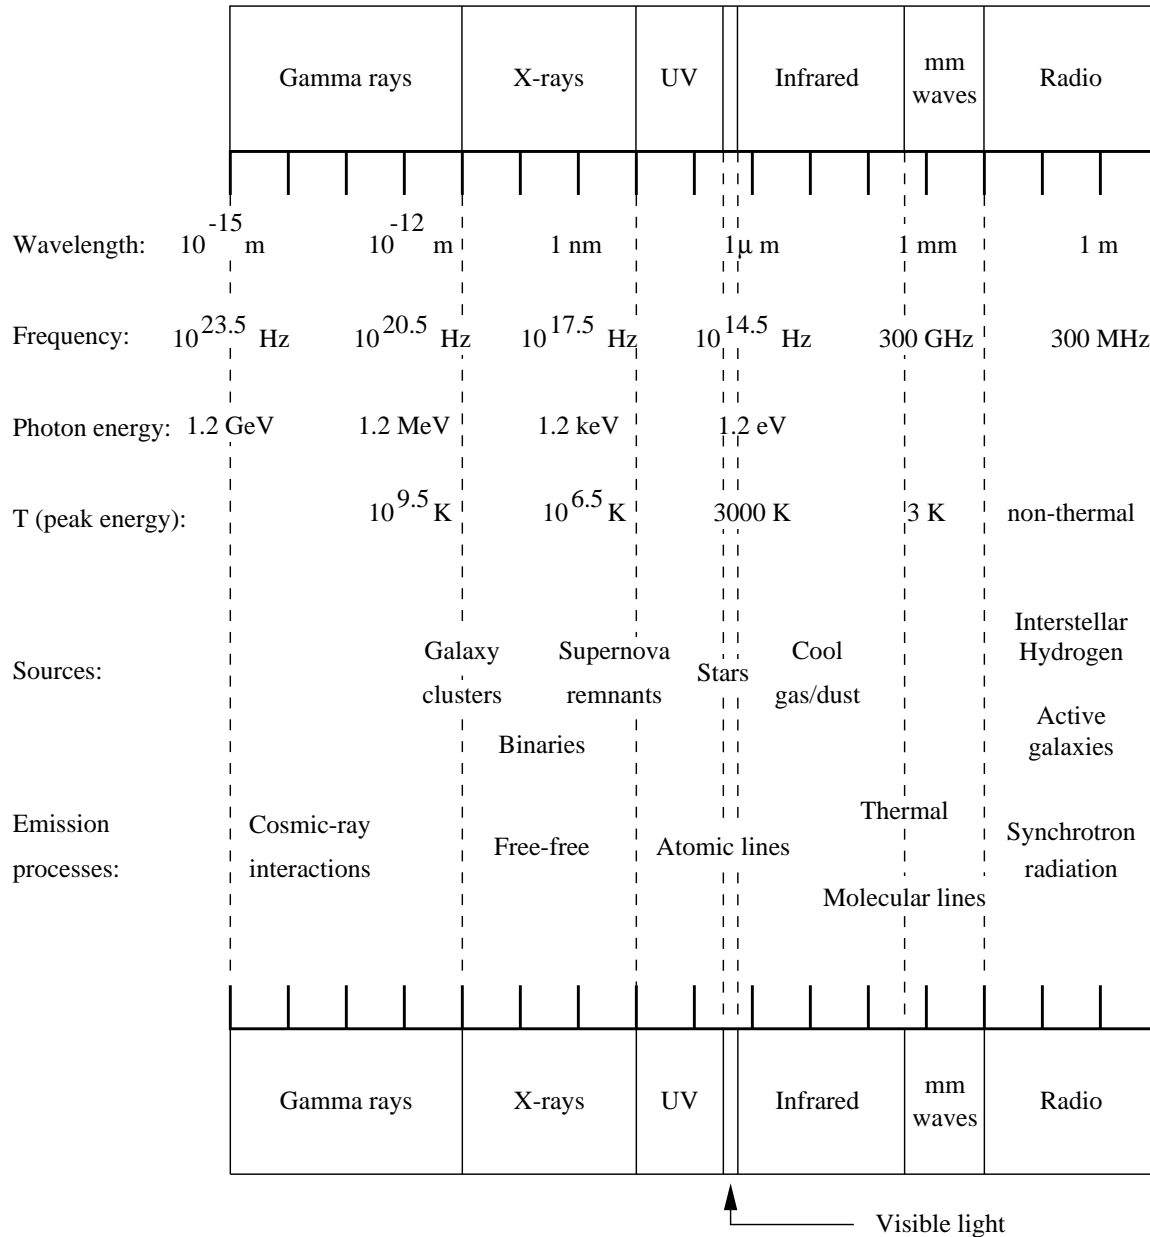 Gamma rays X-rays UV Infrared mm waves Radio
Wavelength: 10^-15 m 10^-12 m 1 nm 1μ m 1 mm 1 m
Frequency: 10^23.5 Hz 10^20.5 Hz 10^17.5 Hz 10^14.5 Hz 300 GHz 300 MHz
Photon energy: 1.2 GeV 1.2 MeV 1.2 keV 1.2 eV
T (peak energy): 10^9.5 K 10^6.5 K 3000 K 3 K non-thermal
Sources:
Galaxy
clusters
Binaries
Supernova
remnants
Stars
Cool
gas/dust
Interstellar
Hydrogen
Active
galaxies
Emission
processes:
Cosmic-ray
interactions
Free-free
Atomic lines
Thermal
Molecular lines
Synchrotron
radiation
Gamma rays X-rays UV Infrared mm waves Radio
Visible light